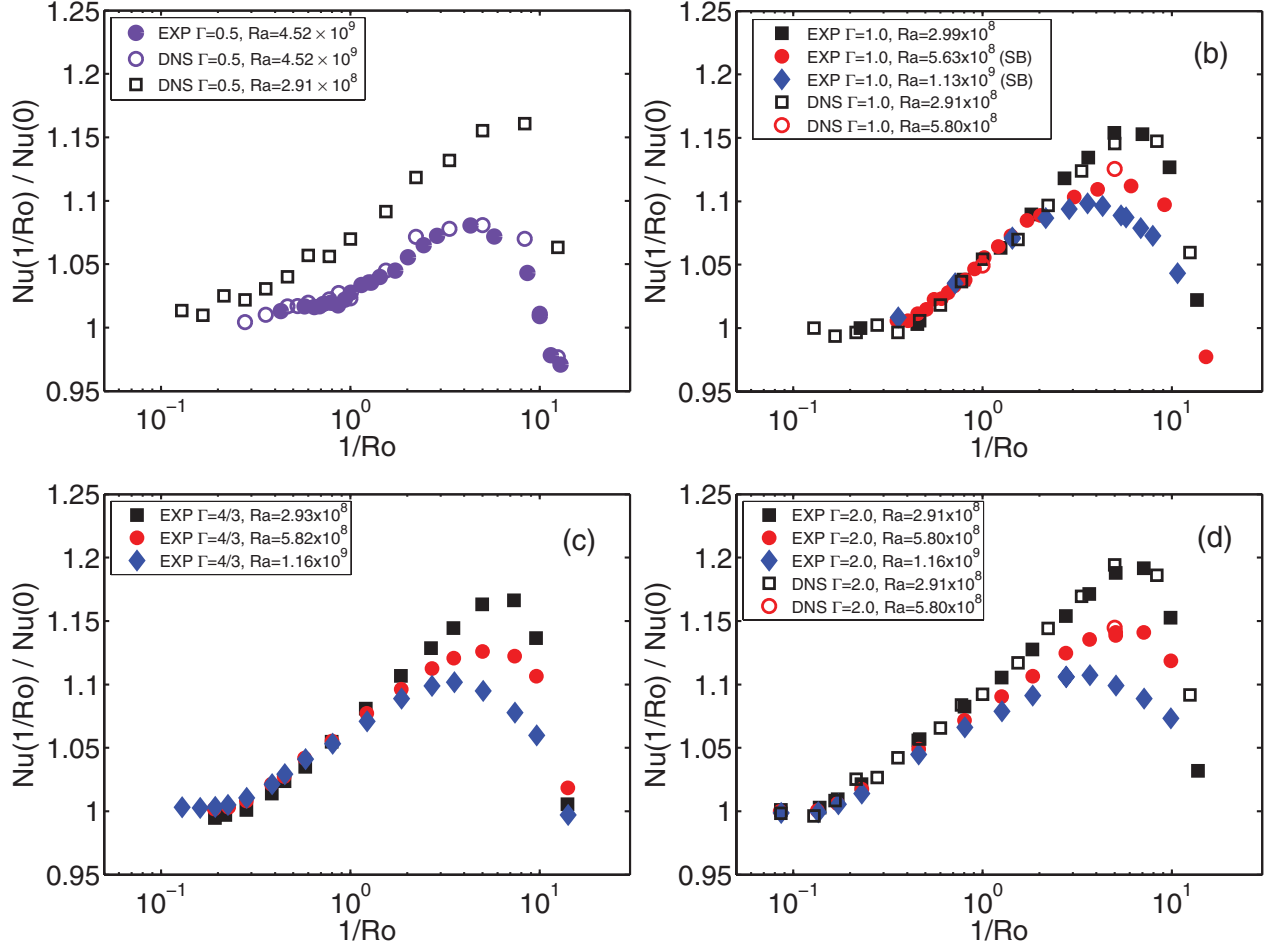 1.25
1.2
1.15
1.1
1.05
1
0.95
Nu(1/Ro) / Nu(0)
EXP Γ=0.5, Ra=4.52 × 10⁹
DNS Γ=0.5, Ra=4.52 × 10⁹
DNS Γ=0.5, Ra=2.91 × 10⁸
10⁻¹ 10⁰ 10¹
1/Ro
1.25
1.2
1.15
1.1
1.05
1
0.95
Nu(1/Ro) / Nu(0)
EXP Γ=1.0, Ra=2.99x10⁸
EXP Γ=1.0, Ra=5.63x10⁸ (SB)
EXP Γ=1.0, Ra=1.13x10⁹ (SB)
DNS Γ=1.0, Ra=2.91x10⁸
DNS Γ=1.0, Ra=5.80x10⁸
(b)
10⁻¹ 10⁰ 10¹
1/Ro
1.25
1.2
1.15
1.1
1.05
1
0.95
Nu(1/Ro) / Nu(0)
EXP Γ=4/3, Ra=2.93x10⁸
EXP Γ=4/3, Ra=5.82x10⁸
EXP Γ=4/3, Ra=1.16x10⁹
(c)
10⁻¹ 10⁰ 10¹
1/Ro
1.25
1.2
1.15
1.1
1.05
1
0.95
Nu(1/Ro) / Nu(0)
EXP Γ=2.0, Ra=2.91x10⁸
EXP Γ=2.0, Ra=5.80x10⁸
EXP Γ=2.0, Ra=1.16x10⁹
DNS Γ=2.0, Ra=2.91x10⁸
DNS Γ=2.0, Ra=5.80x10⁸
(d)
10⁻¹ 10⁰ 10¹
1/Ro